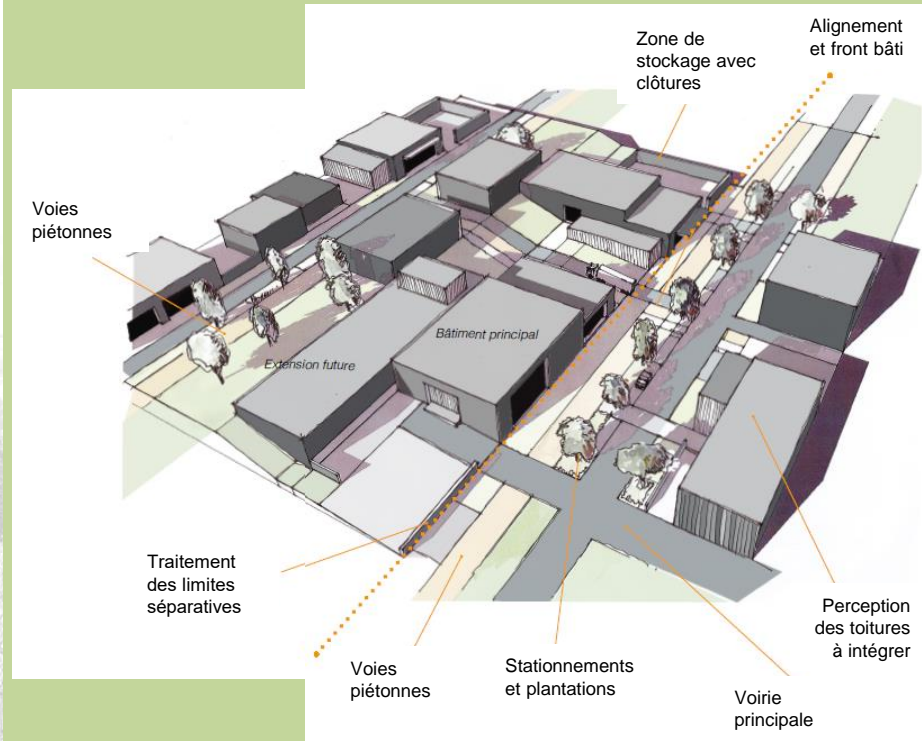 Alignement
et front bâti
Zone de
stockage avec
clôtures
Voies
piétonnes
Bâtiment principal
Extension future
Traitement
des limites
séparatives
Perception
des toitures
à intégrer
Voies
piétonnes
Stationnements
et plantations
Voirie
principale